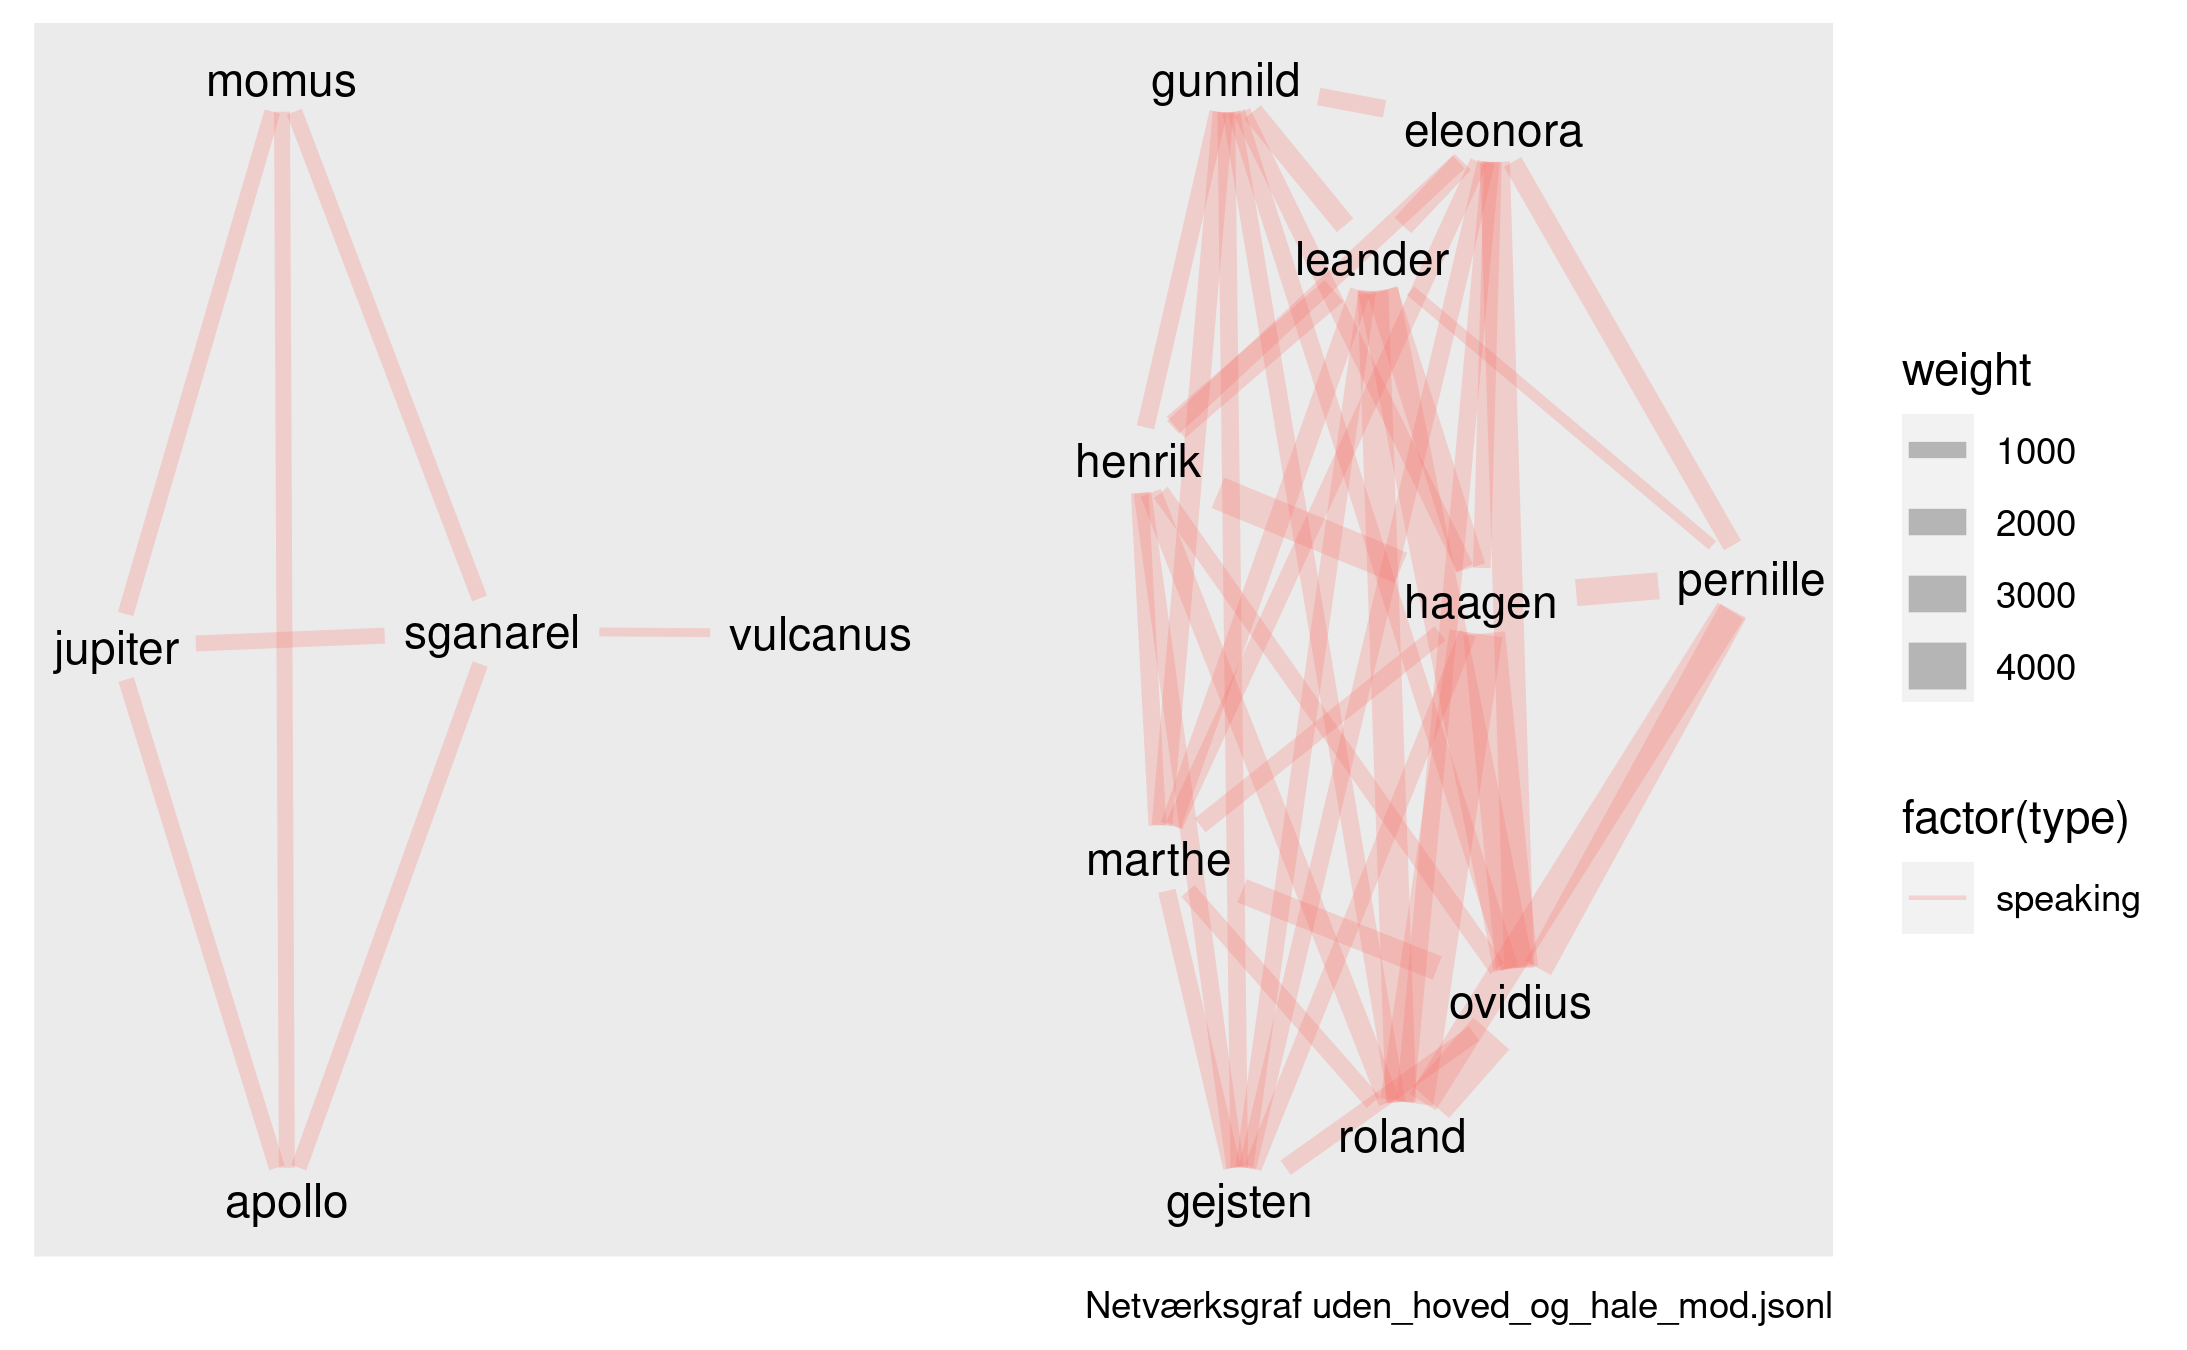 momus
gunnild
eleonora
leander
henrik
pernille
haagen
sganarel
vulcanus
jupiter
marthe
ovidius
roland
apollo
gejsten
weight
1000
2000
3000
4000
factor(type)
speaking
Netværksgraf uden_hoved_og_hale_mod.jsonl